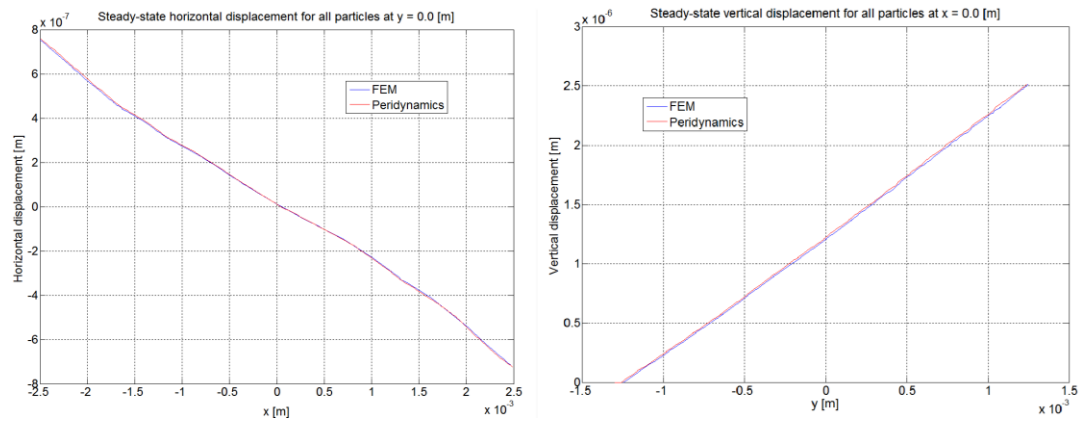 Steady-state horizontal displacement for all particles at y = 0.0 [m]
x 10⁻⁷
8
6
4
2
0
-2
-4
-6
-8
Horizontal displacement [m]
FEM
Peridynamics
-2.5 -2 -1.5 -1 -0.5 0 0.5 1 1.5 2 2.5
x [m]
x 10⁻³
Steady-state vertical displacement for all particles at x = 0.0 [m]
x 10⁻⁶
3
2.5
2
1.5
1
0.5
0
Vertical displacement [m]
FEM
Peridynamics
-1.5 -1 -0.5 0 0.5 1 1.5
y [m]
x 10⁻³